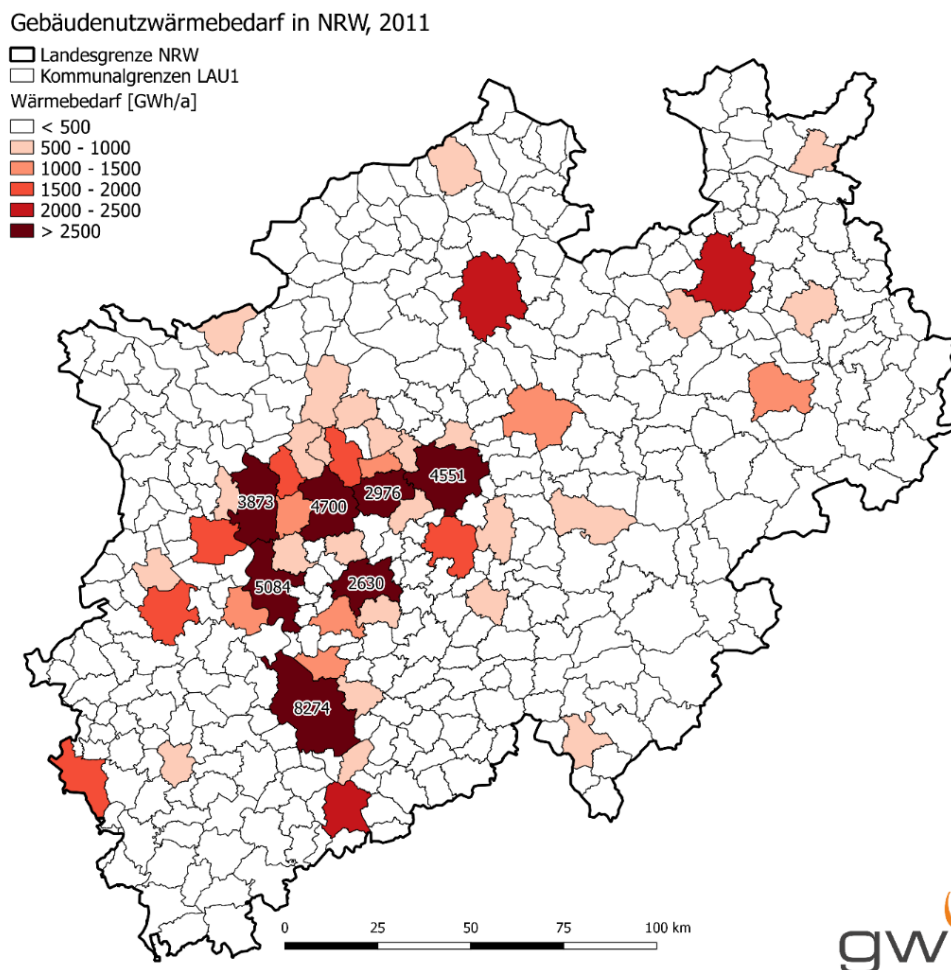 Gebäudenutzwärmebedarf in NRW, 2011
Landesgrenze NRW
Kommunalgrenzen LAU1
Wärmebedarf [GWh/a]
< 500
500 - 1000
1000 - 1500
1500 - 2000
2000 - 2500
> 2500
4551
2976
3873
4700
5084
2630
8274
0 25 50 75 100 km
gw